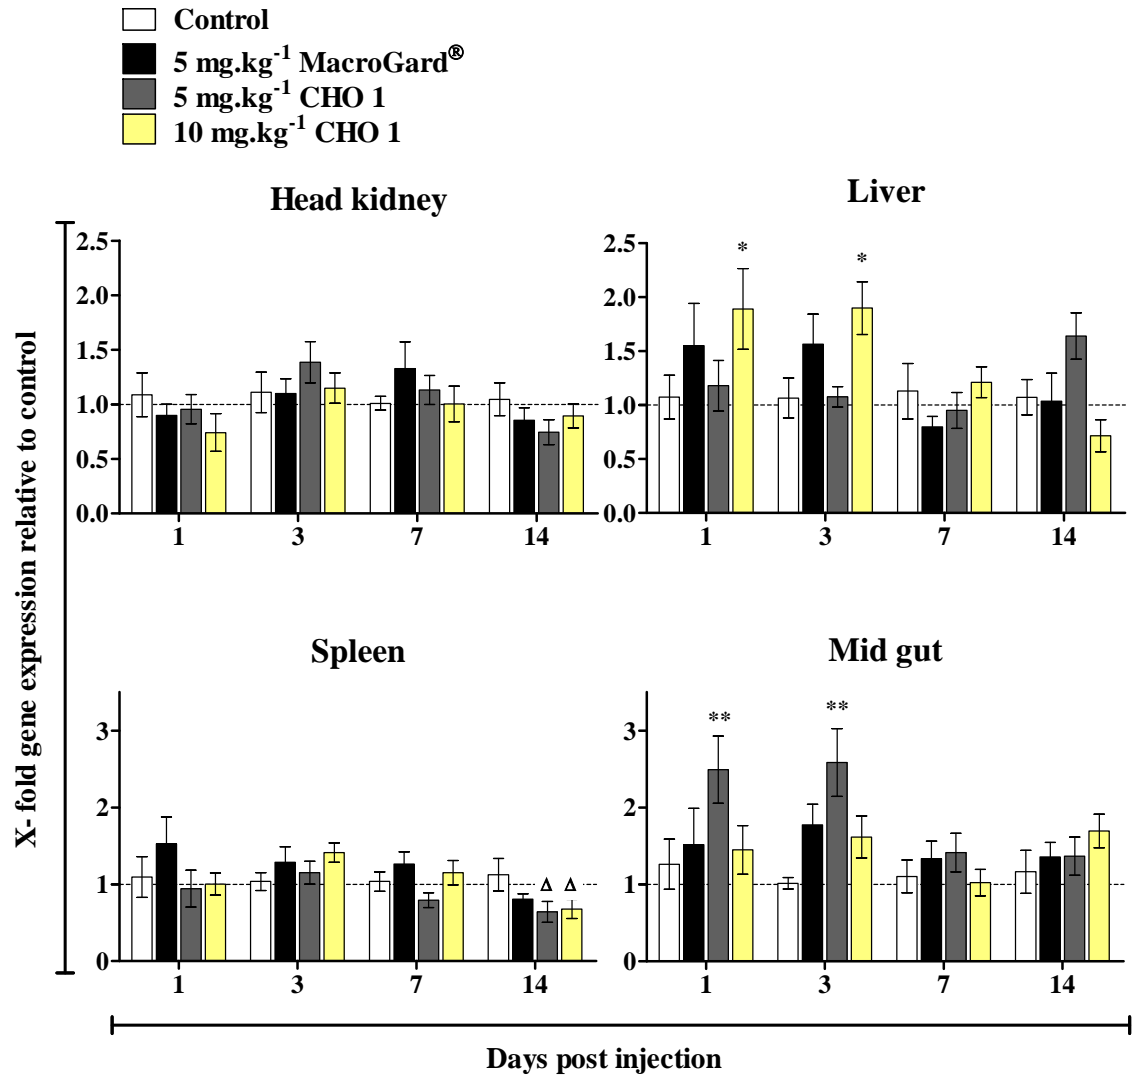 Control
5 mg.kg⁻¹ MacroGard®
5 mg.kg⁻¹ CHO 1
10 mg.kg⁻¹ CHO 1
X- fold gene expression relative to control
Head kidney
2.5
2.0
1.5
1.0
0.5
0.0
1 3 7 14
Liver
* *
2.5
2.0
1.5
1.0
0.5
0.0
1 3 7 14
Spleen
3
2
1
0
Δ Δ
1 3 7 14
Mid gut
** **
3
2
1
0
1 3 7 14
Days post injection